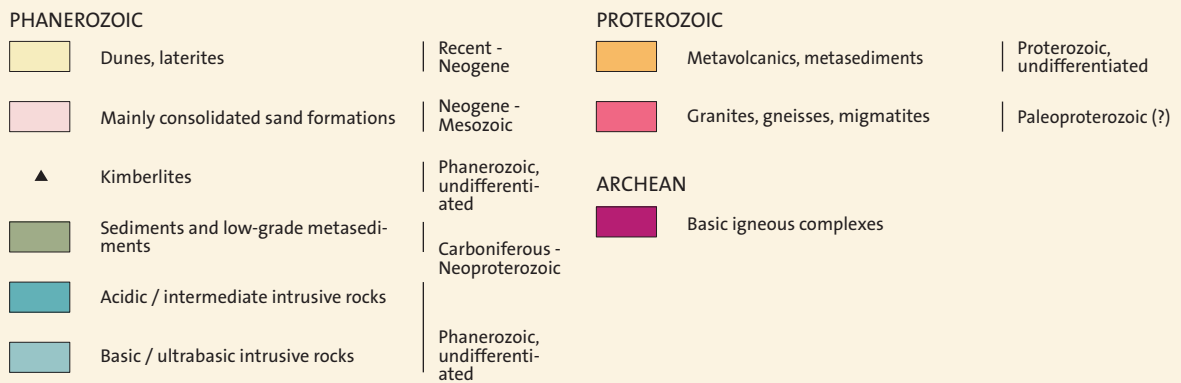 PHANEROZOIC
Dunes, laterites
Recent -
Neogene
Mainly consolidated sand formations
Neogene -
Mesozoic
Kimberlites
Phanerozoic,
undifferenti-
ated
Sediments and low-grade metasedi-
ments
Carboniferous -
Neoproterozoic
Acidic / intermediate intrusive rocks
Basic / ultrabasic intrusive rocks
Phanerozoic,
undifferenti-
ated
PROTEROZOIC
Metavolcanics, metasediments
Proterozoic,
undifferentiated
Granites, gneisses, migmatites
Paleoproterozoic (?)
ARCHEAN
Basic igneous complexes